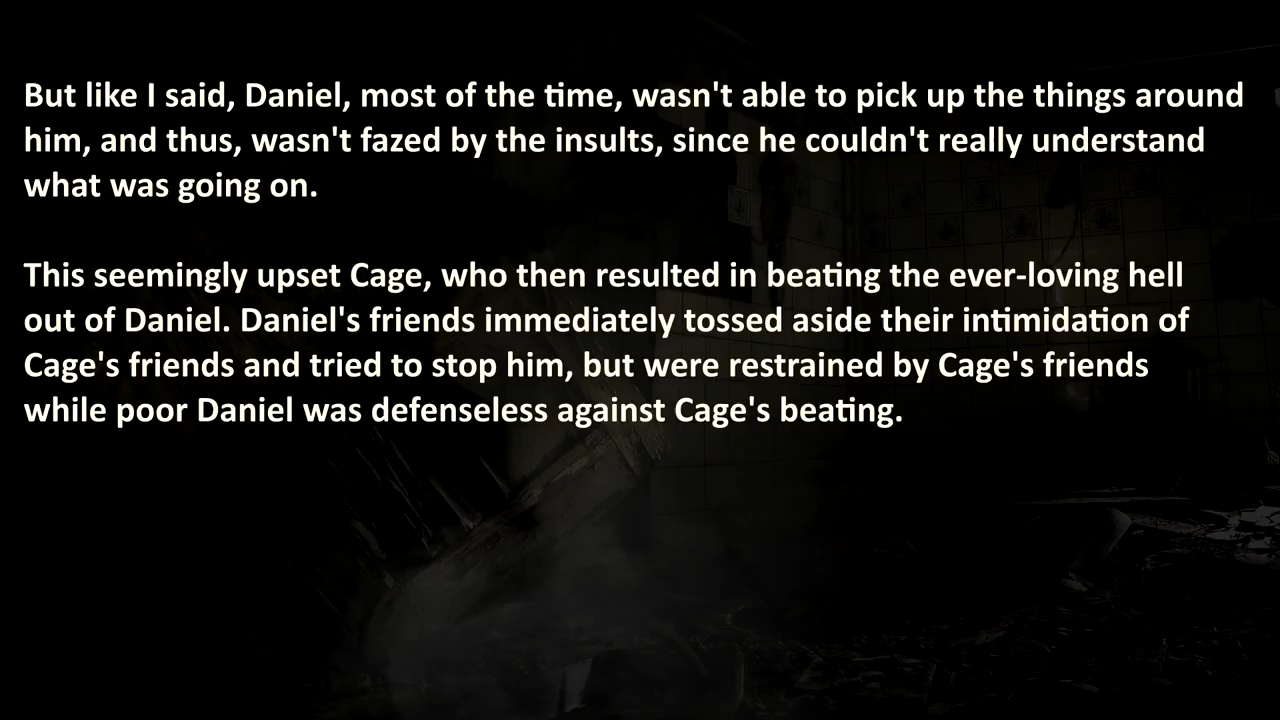 But like I said, Daniel, most of the time, wasn't able to pick up the things around
him, and thus, wasn't fazed by the insults, since he couldn't really understand
what was going on.
This seemingly upset Cage, who then resulted in beating the ever-loving hell
out of Daniel. Daniel's friends immediately tossed aside their intimidation of
Cage's friends and tried to stop him, but were restrained by Cage's friends
while poor Daniel was defenseless against Cage's beating.